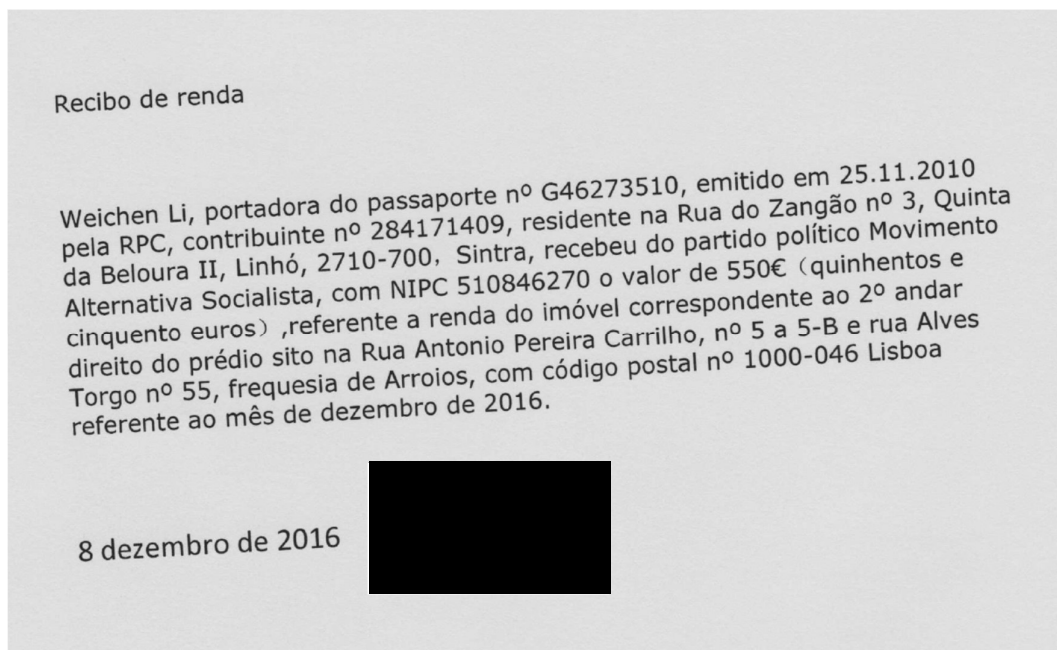 Recibo de renda
Weichen Li, portadora do passaporte nº G46273510, emitido em 25.11.2010
pela RPC, contribuinte nº 284171409, residente na Rua do Zangão nº 3, Quinta
da Beloura II, Linhó, 2710-700, Sintra, recebeu do partido político Movimento
Alternativa Socialista, com NIPC 510846270 o valor de 550€ (quinhentos e
cinquento euros) ,referente a renda do imóvel correspondente ao 2º andar
direito do prédio sito na Rua Antonio Pereira Carrilho, nº 5 a 5-B e rua Alves
Torgo nº 55, frequesia de Arroios, com código postal nº 1000-046 Lisboa
referente ao mês de dezembro de 2016.
8 dezembro de 2016